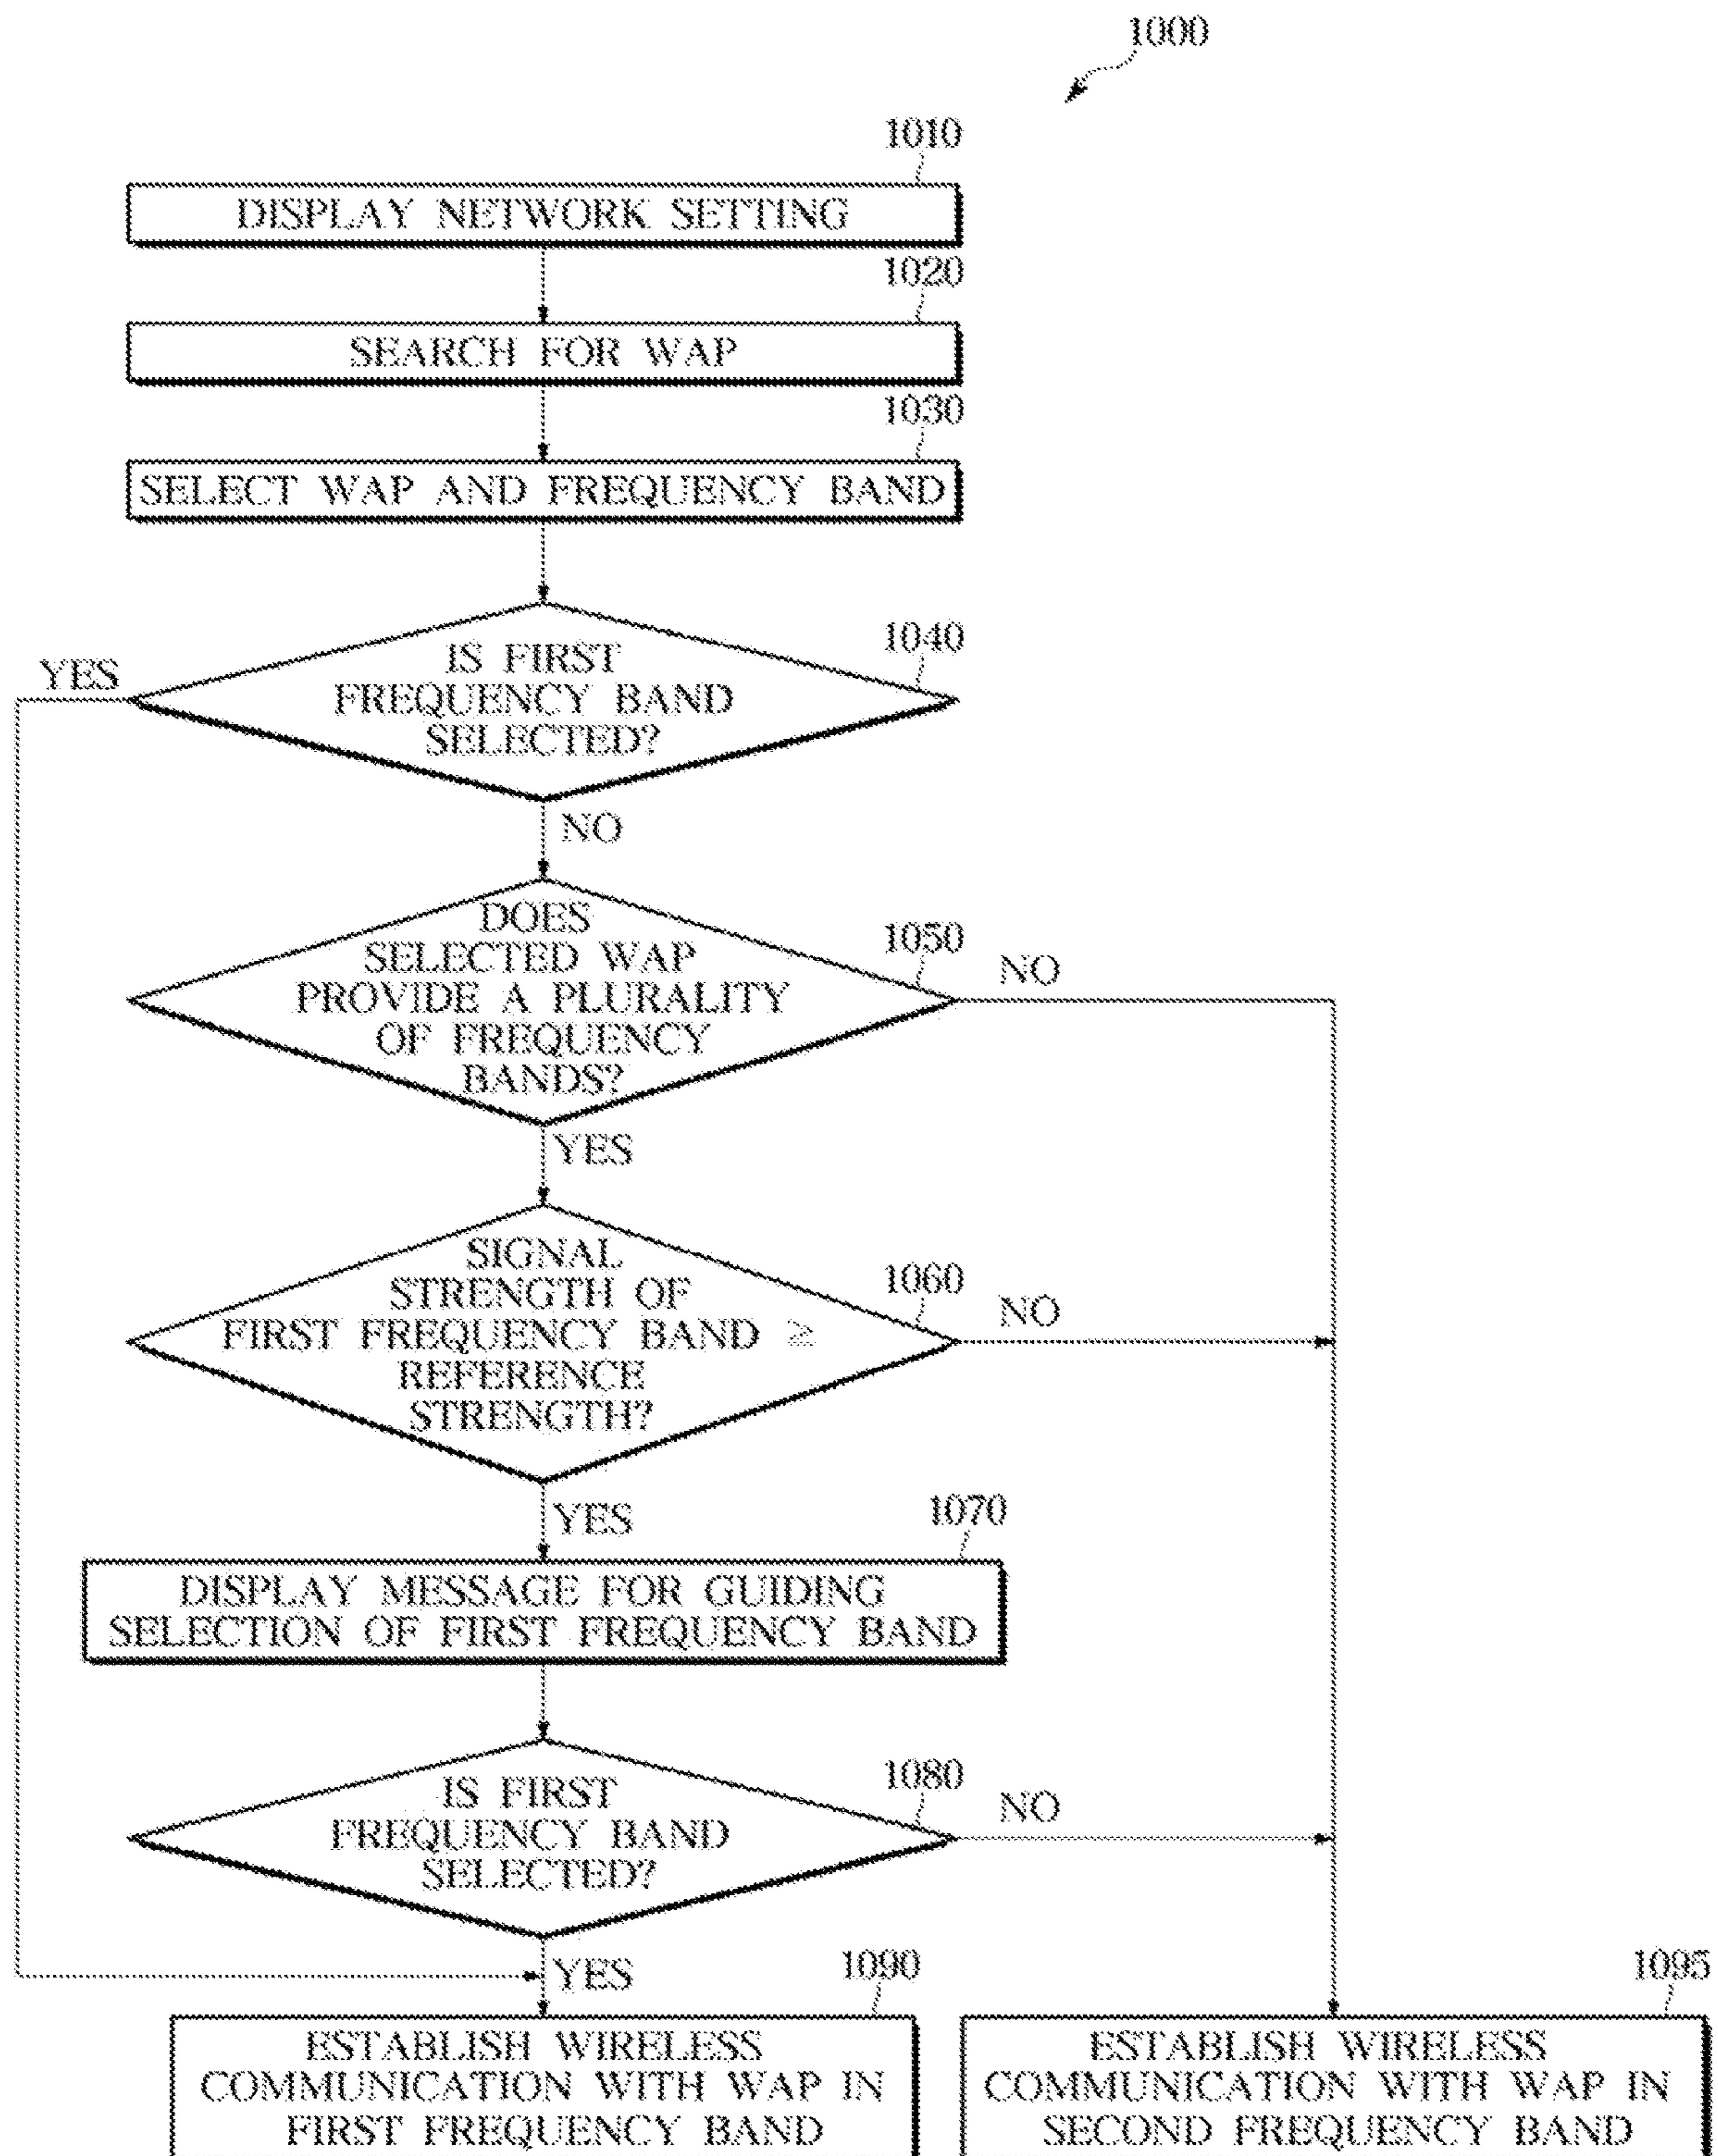 1000
1010
DISPLAY NETWORK SETTING
1020
SEARCH FOR WAP
1030
SELECT WAP AND FREQUENCY BAND
1040
YES
IS FIRST
FREQUENCY BAND
SELECTED?
NO
1050
DOES
SELECTED WAP
PROVIDE A PLURALITY
OF FREQUENCY
BANDS?
NO
YES
1060
SIGNAL
STRENGTH OF
FIRST FREQUENCY BAND ≥
REFERENCE
STRENGTH?
NO
YES
1070
DISPLAY MESSAGE FOR GUIDING
SELECTION OF FIRST FREQUENCY BAND
1080
IS FIRST
FREQUENCY BAND
SELECTED?
NO
YES
1090
ESTABLISH WIRELESS
COMMUNICATION WITH WAP IN
FIRST FREQUENCY BAND
1095
ESTABLISH WIRELESS
COMMUNICATION WITH WAP IN
SECOND FREQUENCY BAND